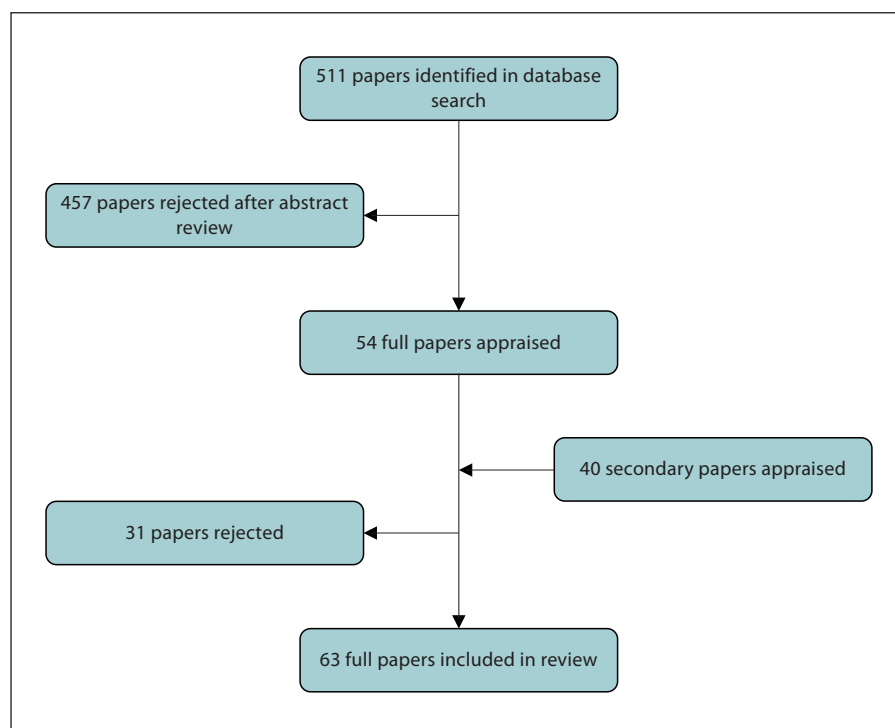 511 papers identified in database
search
457 papers rejected after abstract
review
54 full papers appraised
40 secondary papers appraised
31 papers rejected
63 full papers included in review